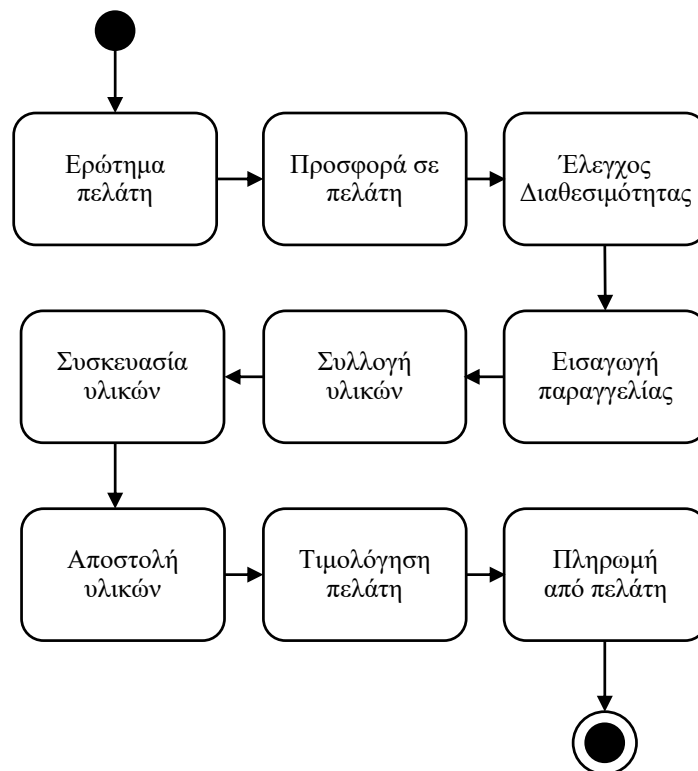 Ερώτημα
πελάτη
Προσφορά σε
πελάτη
Έλεγχος
Διαθεσιμότητας
Εισαγωγή
παραγγελίας
Συλλογή
υλικών
Συσκευασία
υλικών
Αποστολή
υλικών
Τιμολόγηση
πελάτη
Πληρωμή
από πελάτη